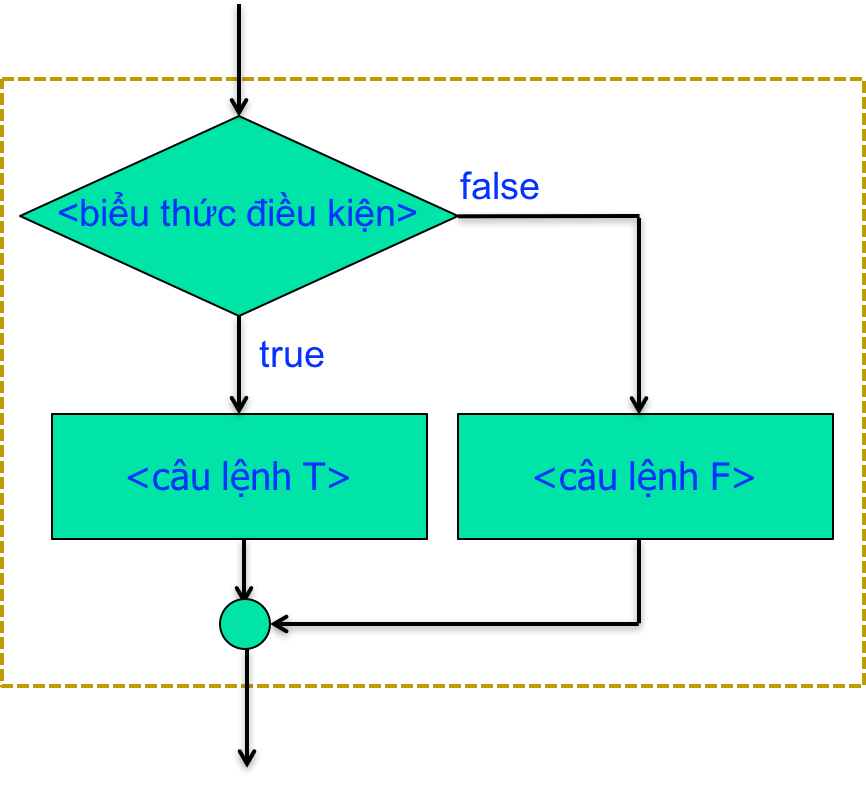 <biểu thức điều kiện>
false
true
<câu lệnh T>
<câu lệnh F>